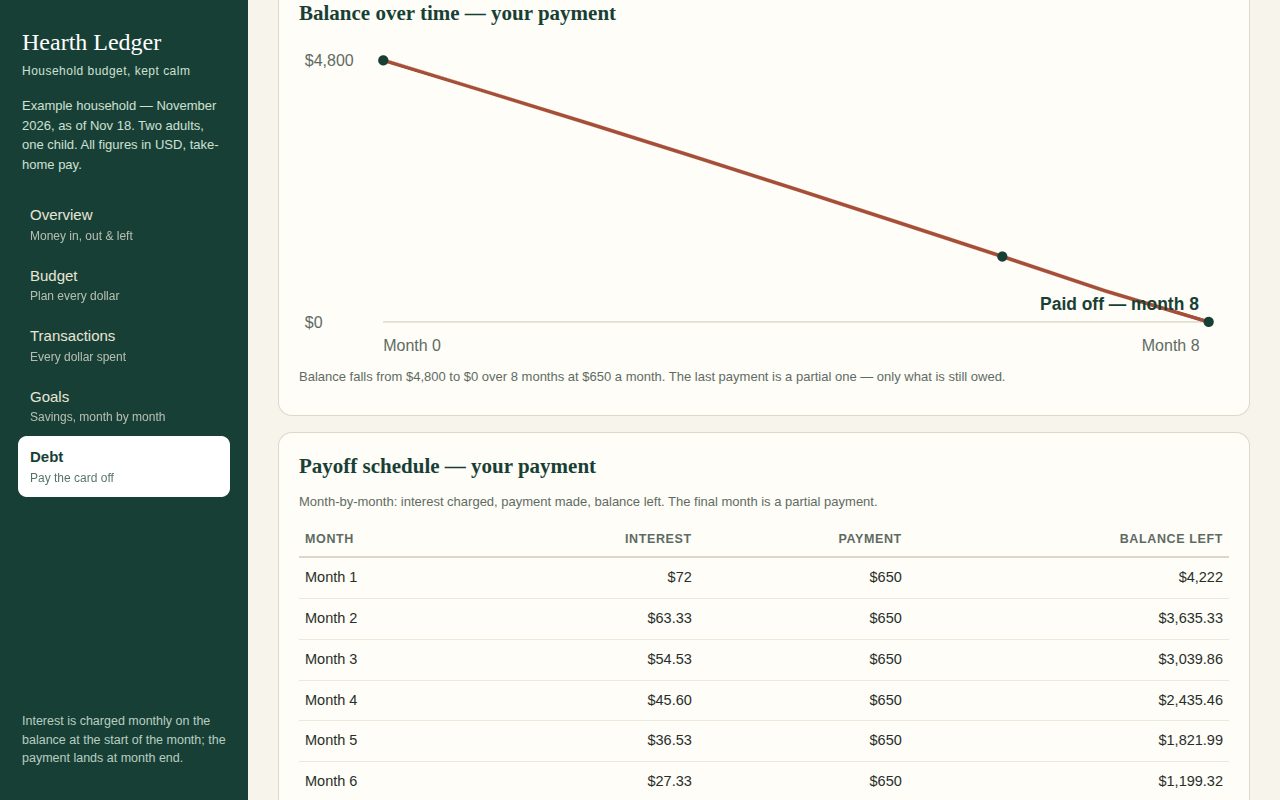 Hearth Ledger
Household budget, kept calm
Example household — November
2026, as of Nov 18. Two adults,
one child. All figures in USD, take-
home pay.
Overview
Money in, out & left
Budget
Plan every dollar
Transactions
Every dollar spent
Goals
Savings, month by month
Debt
Pay the card off
Interest is charged monthly on the
balance at the start of the month; the
payment lands at month end.
Balance over time — your payment
$4,800
Paid off — month 8
$0
Month 0 Month 8
Balance falls from $4,800 to $0 over 8 months at $650 a month. The last payment is a partial one — only what is still owed.
Payoff schedule — your payment
Month-by-month: interest charged, payment made, balance left. The final month is a partial payment.
MONTH INTEREST PAYMENT BALANCE LEFT
Month 1 $72 $650 $4,222
Month 2 $63.33 $650 $3,635.33
Month 3 $54.53 $650 $3,039.86
Month 4 $45.60 $650 $2,435.46
Month 5 $36.53 $650 $1,821.99
Month 6 $27.33 $650 $1,199.32